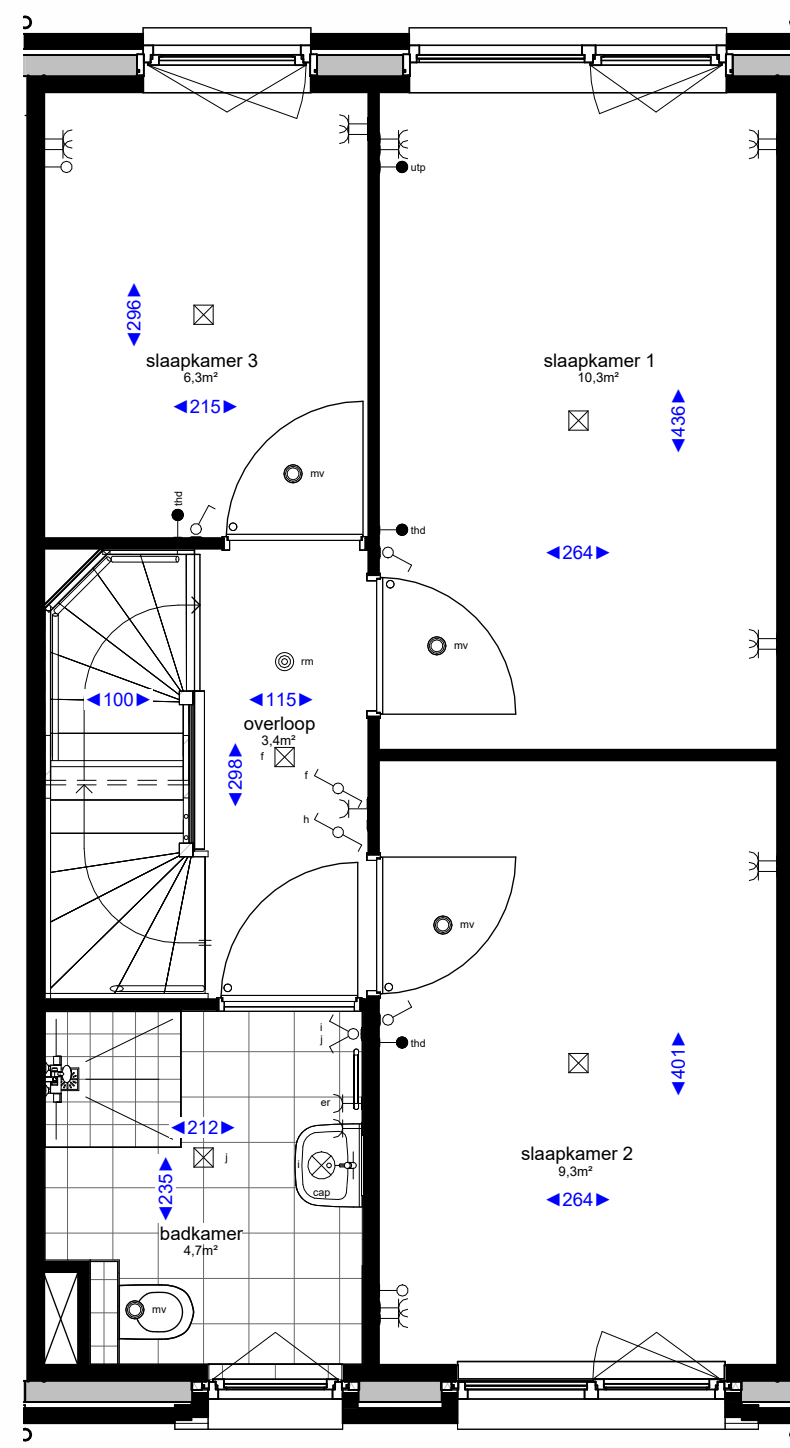 utp
296
slaapkamer 3
6,3m²
215
slaapkamer 1
10,3m²
436
mv
thd
thd
264
mv
rm
100
115
overloop
3,4m²
f
298
f
h
mv
i
j
thd
er
401
212
j
i
cap
235
slaapkamer 2
9,3m²
264
badkamer
4,7m²
mv